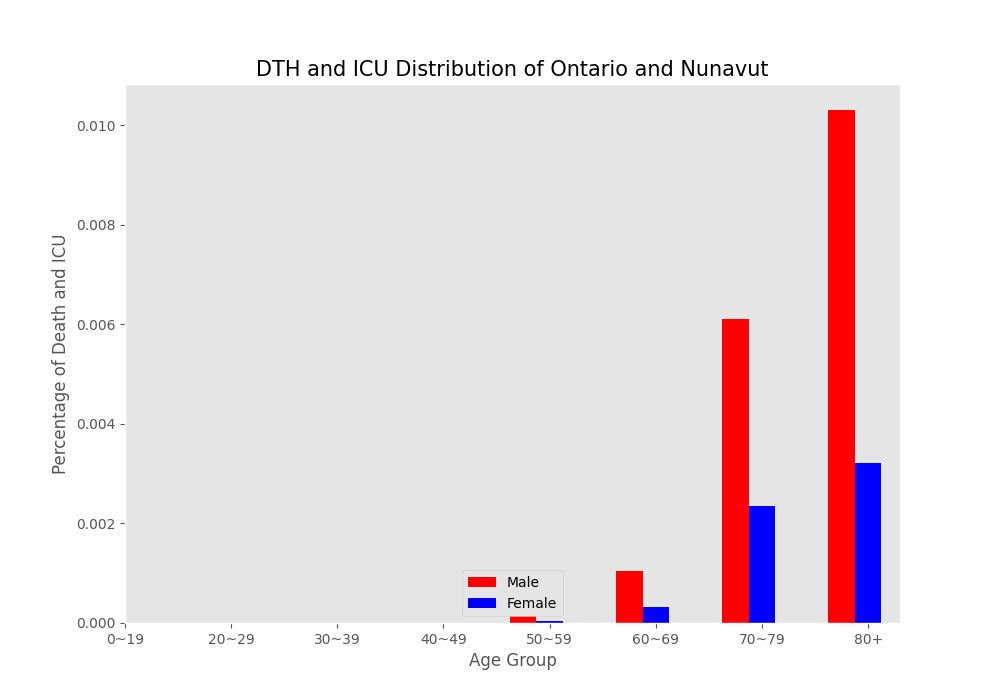 DTH and ICU Distribution of Ontario and Nunavut
Percentage of Death and ICU
0.010
0.008
0.006
0.004
0.002
0.000
Male
Female
0~19 20~29 30~39 40~49 50~59 60~69 70~79 80+
Age Group